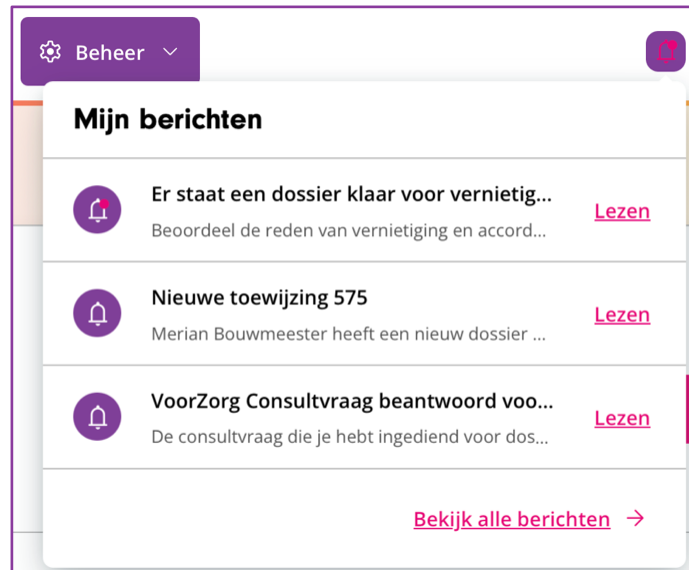 Beheer
Mijn berichten
Er staat een dossier klaar voor vernietig...
Beoordeel de reden van vernietiging en accord...
Lezen
Nieuwe toewijzing 575
Merian Bouwmeester heeft een nieuw dossier ...
Lezen
VoorZorg Consultvraag beantwoord voo...
De consultvraag die je hebt ingediend voor dos...
Lezen
Bekijk alle berichten